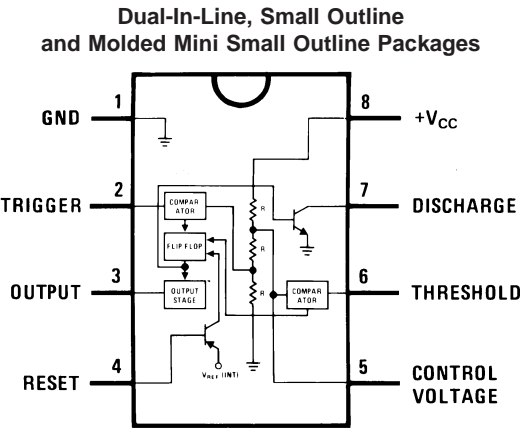 Dual-In-Line, Small Outline
and Molded Mini Small Outline Packages
1
GND
8
+VCC
2
TRIGGER
COMPAR
ATOR
R
7
DISCHARGE
FLIP FLOP
R
3
OUTPUT
OUTPUT
STAGE
R
COMPAR
ATOR
6
THRESHOLD
4
RESET
VREF (INT)
5
CONTROL
VOLTAGE